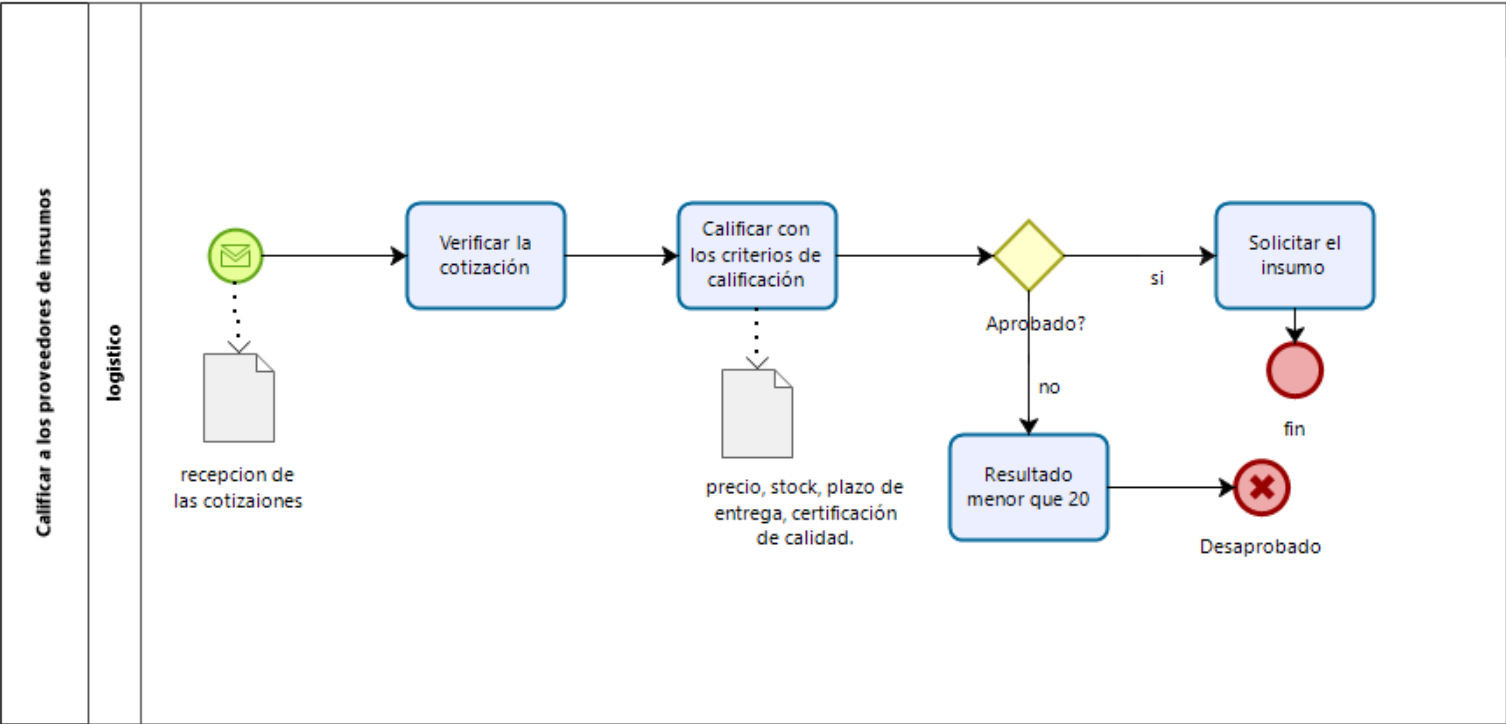 Calificar a los proveedores de insumos
logistico
recepcion de
las cotizaiones
Verificar la
cotización
Calificar con
los criterios de
calificación
precio, stock, plazo de
entrega, certificación
de calidad.
Aprobado?
si
no
Solicitar el
insumo
fin
Resultado
menor que 20
Desaprobado